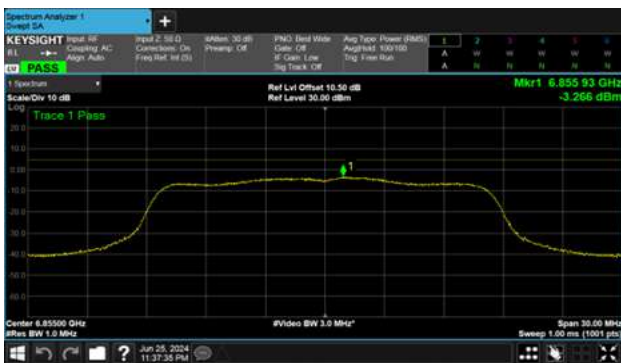 Spectrum Analyzer 1
Swept SA
+
KEYSIGHT Input: RF
Coupling: AC
Align: Auto
Input Z: 50 Ω
Corrections: On
Freq Ref: Int (S)
#Atten: 30 dB
Preamp: Off
PNO: Best Wide
Gate: Off
IF Gain: Low
Sig Track: Off
Avg Type: Power (RMS)
Avg|Hold: 100/100
Trig: Free Run
1 2 3 4 5 6
A W W W W W
A N N N N N
PASS
1 Spectrum
Scale/Div 10 dB
Ref Lvl Offset 10.50 dB
Ref Level 30.00 dBm
Mkr1 6.855 93 GHz
-3.266 dBm
Log
Trace 1 Pass
20.0
10.0
0.00
1
-10.0
-20.0
-30.0
-40.0
-50.0
-60.0
Center 6.85500 GHz
#Res BW 1.0 MHz
#Video BW 3.0 MHz*
Span 30.00 MHz
Sweep 1.00 ms (1001 pts)
?
Jun 25, 2024
11:37:35 PM